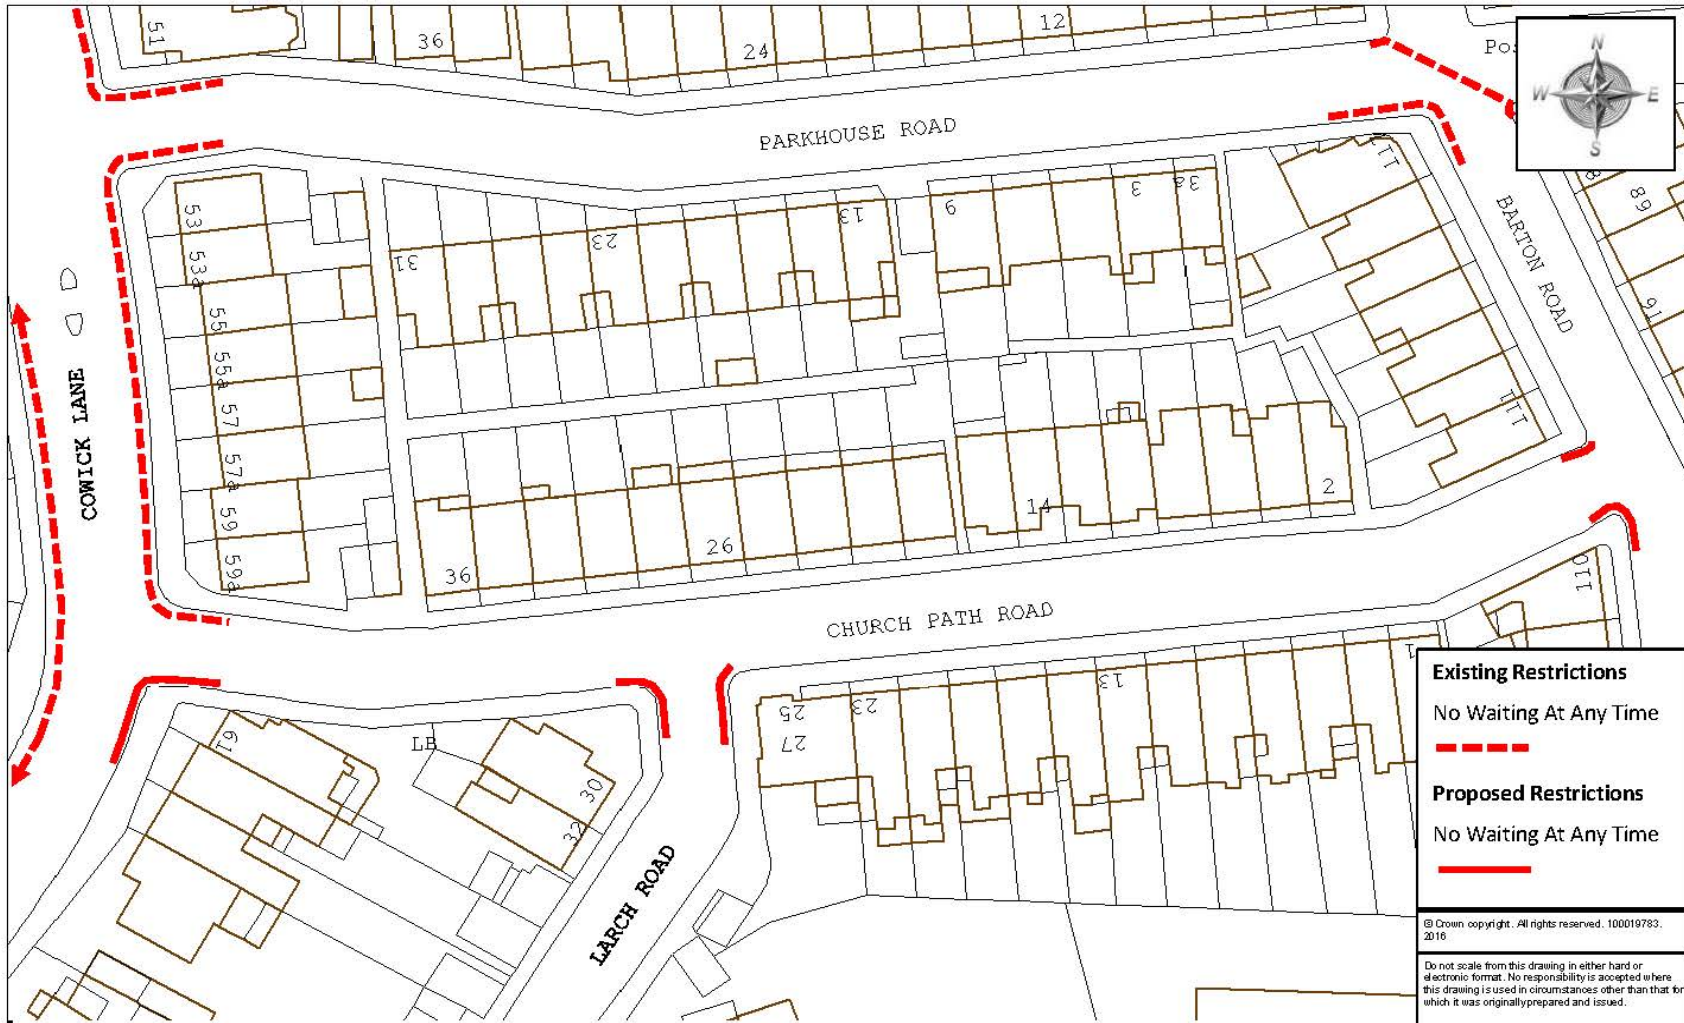 51
36
24
12
N
W
E
S
PARKHOUSE ROAD
53
53a
55
55a
57
57a
59
59a
31
23
13
9
3
3a
117
BARTON ROAD
89
91
111
COWICK LANE
36
26
14
2
CHURCH PATH ROAD
110
61
LB
30
32
LARCH ROAD
25
27
23
13
1
Existing Restrictions
No Waiting At Any Time
Proposed Restrictions
No Waiting At Any Time
© Crown copyright. All rights reserved. 100019783.
2016
Do not scale from this drawing in either hard or
electronic format. No responsibility is accepted where
this drawing is used in circumstances other than that for
which it was originally prepared and issued.